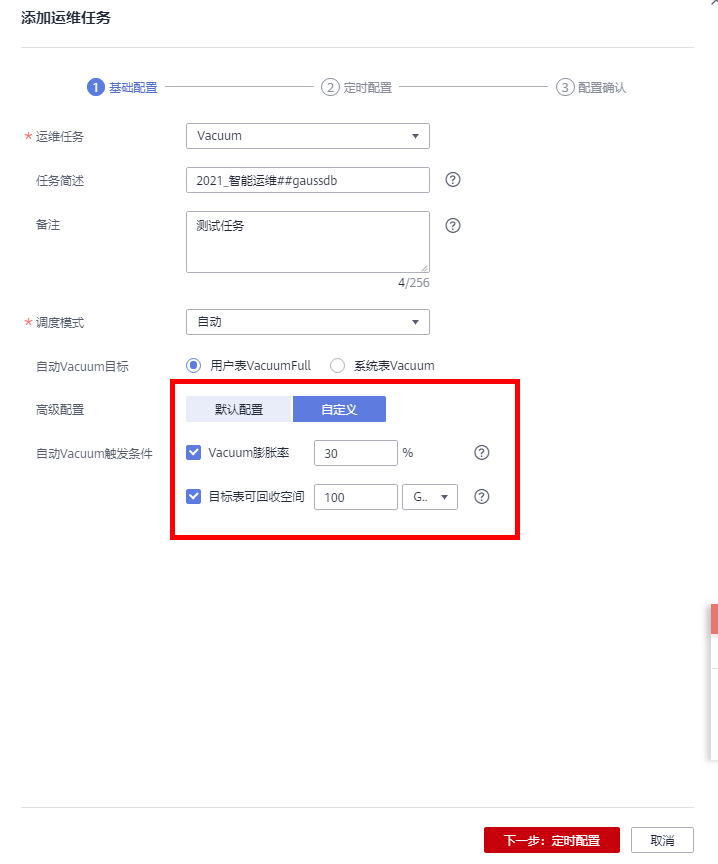 添加运维任务
1 基础配置 2 定时配置 3 配置确认
* 运维任务 Vacuum
任务简述 2021_智能运维##gaussdb ?
备注 测试任务 ?
4/256
* 调度模式 自动
自动Vacuum目标 用户表VacuumFull 系统表Vacuum
高级配置 默认配置 自定义
自动Vacuum触发条件 Vacuum膨胀率 30 % ?
目标表可回收空间 100 G.. ?
下一步：定时配置 取消